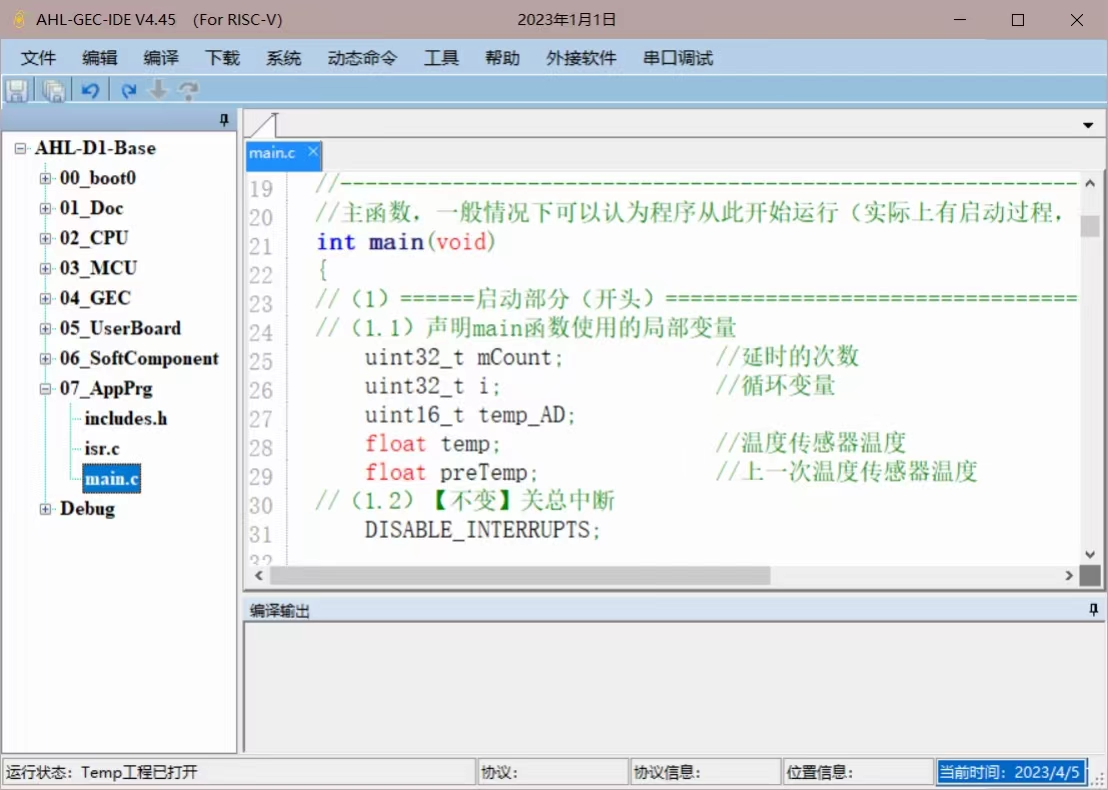 AHL-GEC-IDE V4.45 （For RISC-V） 2023年1月1日
文件 编辑 编译 下载 系统 动态命令 工具 帮助 外接软件 串口调试
AHL-D1-Base
00_boot0
01_Doc
02_CPU
03_MCU
04_GEC
05_UserBoard
06_SoftComponent
07_AppPrg
includes.h
isr.c
main.c
Debug
main.c
19 //-----------------------------------------------------------
20 //主函数，一般情况下可以认为程序从此开始运行（实际上有启动过程，
21 int main(void)
22 {
23 //（1）======启动部分（开头）=================================
24 //（1.1）声明main函数使用的局部变量
25 uint32_t mCount; //延时的次数
26 uint32_t i; //循环变量
27 uint16_t temp_AD;
28 float temp; //温度传感器温度
29 float preTemp; //上一次温度传感器温度
30 //（1.2）【不变】关总中断
31 DISABLE_INTERRUPTS;
32
编译输出
运行状态：Temp工程已打开 协议： 协议信息： 位置信息： 当前时间：2023/4/5